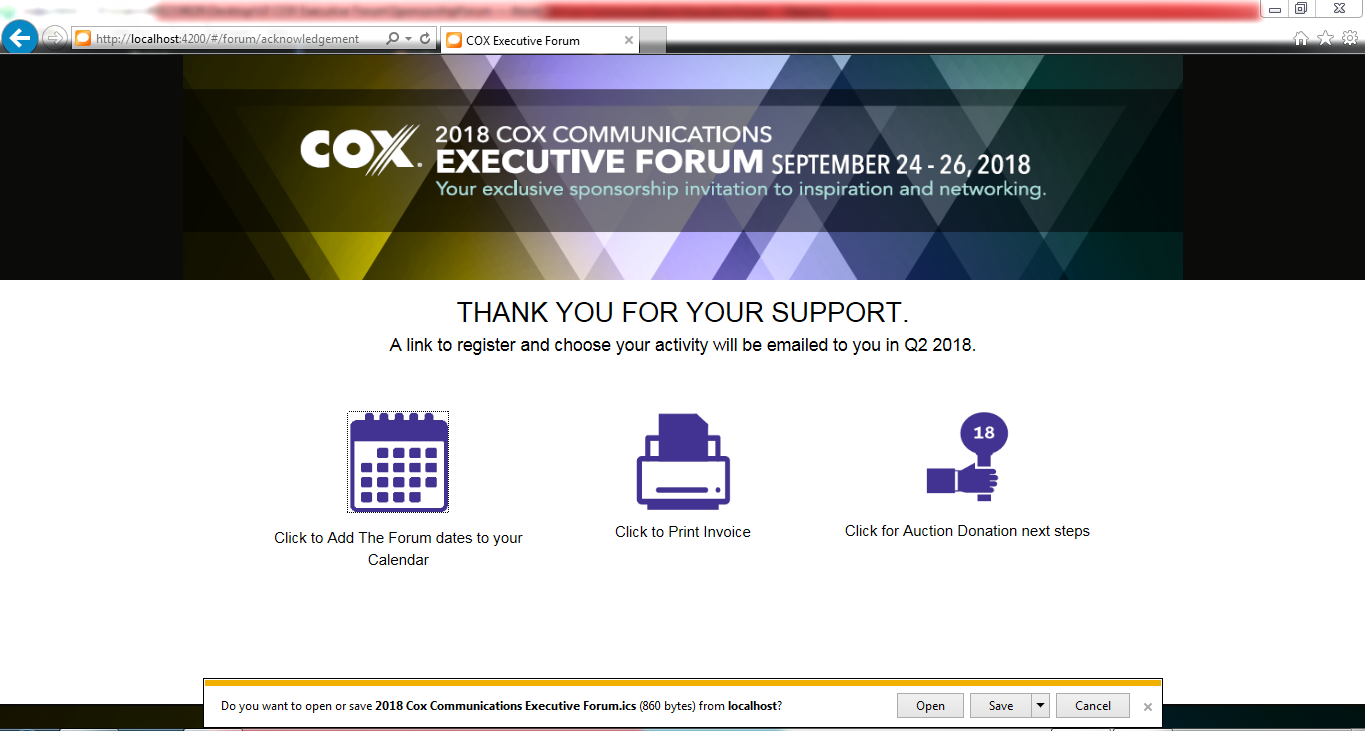 http://localhost:4200/#/forum/acknowledgement
COX Executive Forum
COX.
2018 COX COMMUNICATIONS
EXECUTIVE FORUM SEPTEMBER 24 - 26, 2018
Your exclusive sponsorship invitation to inspiration and networking.
THANK YOU FOR YOUR SUPPORT.
A link to register and choose your activity will be emailed to you in Q2 2018.
18
Click to Add The Forum dates to your
Calendar
Click to Print Invoice
Click for Auction Donation next steps
Do you want to open or save 2018 Cox Communications Executive Forum.ics (860 bytes) from localhost?
Open
Save
Cancel